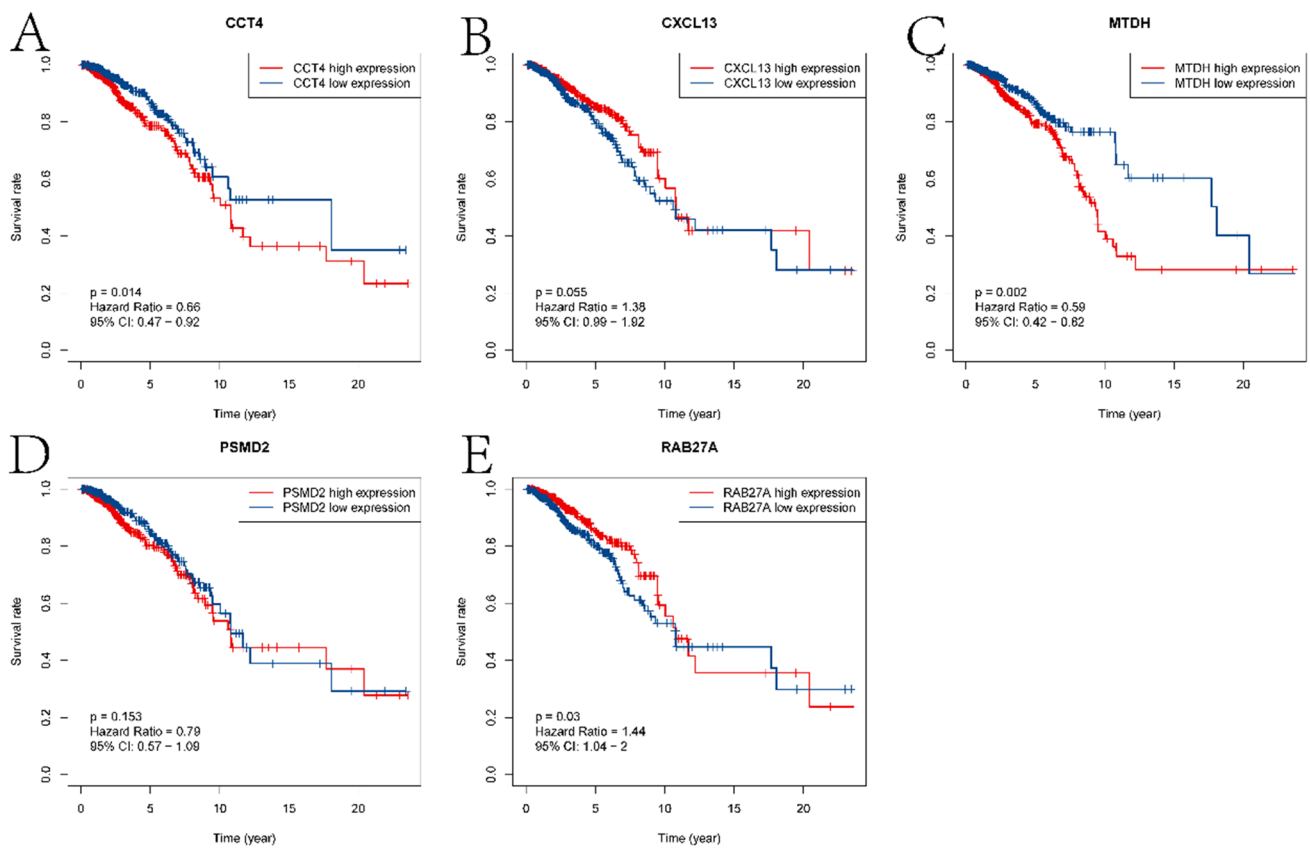 A
CCT4
CCT4 high expression
CCT4 low expression
Survival rate
1.0
0.8
0.6
0.4
0.2
0.0
p = 0.014
Hazard Ratio = 0.66
95% CI: 0.47 − 0.92
0 5 10 15 20
Time (year)
B
CXCL13
CXCL13 high expression
CXCL13 low expression
Survival rate
1.0
0.8
0.6
0.4
0.2
0.0
p = 0.055
Hazard Ratio = 1.38
95% CI: 0.99 − 1.92
0 5 10 15 20
Time (year)
C
MTDH
MTDH high expression
MTDH low expression
Survival rate
1.0
0.8
0.6
0.4
0.2
0.0
p = 0.002
Hazard Ratio = 0.59
95% CI: 0.42 − 0.82
0 5 10 15 20
Time (year)
D
PSMD2
PSMD2 high expression
PSMD2 low expression
Survival rate
1.0
0.8
0.6
0.4
0.2
0.0
p = 0.153
Hazard Ratio = 0.79
95% CI: 0.57 − 1.09
0 5 10 15 20
Time (year)
E
RAB27A
RAB27A high expression
RAB27A low expression
Survival rate
1.0
0.8
0.6
0.4
0.2
0.0
p = 0.03
Hazard Ratio = 1.44
95% CI: 1.04 − 2
0 5 10 15 20
Time (year)